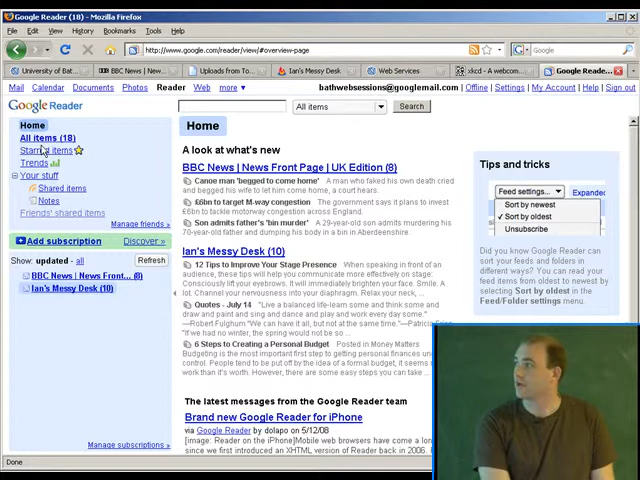 Google Reader (18) - Mozilla Firefox
File Edit View History Bookmarks Tools Help
http://www.google.com/reader/view/#overview-page
Google
University of Bat...
BBC News | New...
Uploads from To...
Ian's Messy Desk
Web Services
xkcd - A webcom...
Google Reade...
Mail Calendar Documents Photos Reader Web more ▼
bathwebsessions@googlemail.com | Offline | Settings | My Account | Help | Sign out
Google Reader
All items
Search
Home
All items (18)
Starred items
Trends
Your stuff
Shared items
Notes
Friends' shared items
Manage friends »
Add subscription
Discover »
Show: updated - all
Refresh
BBC News | News Front... (8)
Ian's Messy Desk (10)
Manage subscriptions »
Home
A look at what's new
BBC News | News Front Page | UK Edition (8)
Canoe man 'begged to come home' A man who faked his own death cried
and begged his wife to let him come home, a court hears.
£6bn to target M-way congestion The government says it plans to invest
£6bn tackling congestion across England.
Son admits father's 'bin murder' A 29-year-old son admits murdering his
70-year-old father and dumping his body in a bin in Aberdeenshire.
Ian's Messy Desk (10)
12 Tips to Improve Your Stage Presence Whether speaking in front of an
audience, these tips will help you communicate more effectively on stage:
Consciously lift your eyebrows. It will immediately brighten your face. Smile. A
lot. Channel your nervousness into your diaphragm. Relax your nee, ...
Quotes - July 14 "Live a balanced life-learn some and think some and
draw and paint and sing and dance and play and work every day some."
—Robert Fulghum "We can have it all, but not at the same time."—Patricia
"If we had no winter, the spring would not be so
6 Steps to Creating a Personal Budget Posted in Money Matters
Budgeting is the most important first step to getting personal finances under
control. People tend to be put off by the idea of a formal budget, it seems
work than it's worth. However, there are some easy steps you can take
The latest messages from the Google Reader team
Brand new Google Reader for iPhone
via Google Reader by dolapo on 5/12/08
[image: Reader on the iPhone]Mobile web browsers have come a long
since we first introduced an XHTML version of Reader back in 2006.
Tips and tricks
Feed settings...
Expanded
Sort by newest
Sort by oldest
Unsubscribe
Did you know Google Reader can
sort your feeds and folders in
different ways? You can read your
items from oldest to newest by
selecting Sort by oldest in the
Feed/Folder settings menu.
Done